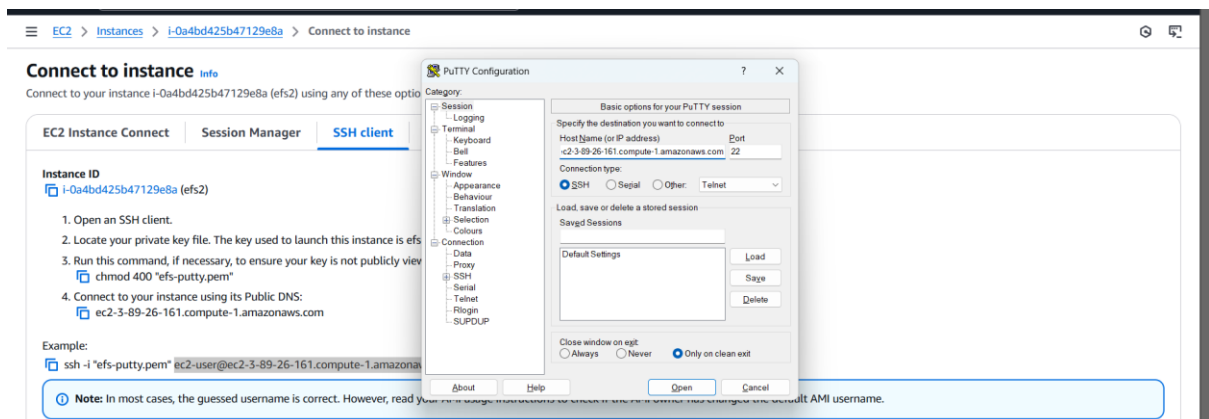 EC2 > Instances > i-0a4bd425b47129e8a > Connect to instance
Connect to instance Info
Connect to your instance i-0a4bd425b47129e8a (efs2) using any of these optio
EC2 Instance Connect Session Manager SSH client
Instance ID
i-0a4bd425b47129e8a (efs2)
1. Open an SSH client.
2. Locate your private key file. The key used to launch this instance is efs
3. Run this command, if necessary, to ensure your key is not publicly view
chmod 400 "efs-putty.pem"
4. Connect to your instance using its Public DNS:
ec2-3-89-26-161.compute-1.amazonaws.com
Example:
ssh -i "efs-putty.pem" ec2-user@ec2-3-89-26-161.compute-1.amazonaw
Note: In most cases, the guessed username is correct. However, read your AMI usage instructions to check if the AMI owner has changed the default AMI username.
PuTTY Configuration ? ×
Category:
Session
Logging
Terminal
Keyboard
Bell
Features
Window
Appearance
Behaviour
Translation
Selection
Colours
Connection
Data
Proxy
SSH
Serial
Telnet
Rlogin
SUPDUP
Basic options for your PuTTY session
Specify the destination you want to connect to
Host Name (or IP address) Port
c2-3-89-26-161.compute-1.amazonaws.com 22
Connection type:
SSH Serial Other: Telnet
Load, save or delete a stored session
Saved Sessions
Default Settings
Load
Save
Delete
Close window on exit:
Always Never Only on clean exit
About Help Open Cancel